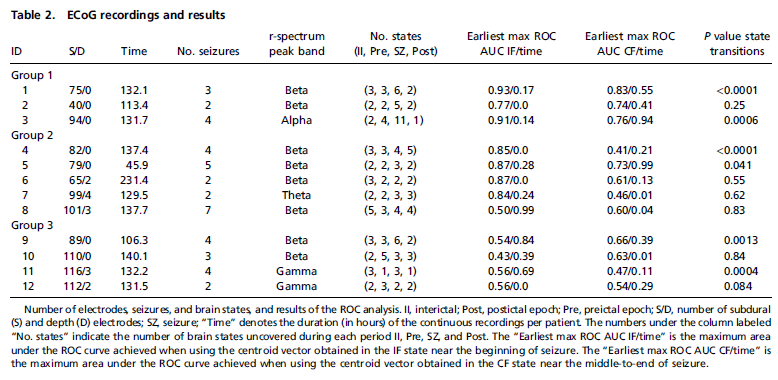 Table 2. ECoG recordings and results
ID S/D Time No. seizures r-spectrum peak band No. states (II, Pre, SZ, Post) Earliest max ROC AUC IF/time Earliest max ROC AUC CF/time P value state transitions
Group 1
1 75/0 132.1 3 Beta (3, 3, 6, 2) 0.93/0.17 0.83/0.55 <0.0001
2 40/0 113.4 2 Beta (2, 2, 5, 2) 0.77/0.0 0.74/0.41 0.25
3 94/0 131.7 4 Alpha (2, 4, 11, 1) 0.91/0.14 0.76/0.94 0.0006
Group 2
4 82/0 137.4 4 Beta (3, 3, 4, 5) 0.85/0.0 0.41/0.21 <0.0001
5 79/0 45.9 5 Beta (2, 2, 3, 2) 0.87/0.28 0.73/0.99 0.041
6 65/2 231.4 2 Beta (3, 2, 2, 2) 0.87/0.0 0.61/0.13 0.55
7 99/4 129.5 2 Theta (2, 2, 3, 3) 0.84/0.24 0.46/0.01 0.62
8 101/3 137.7 7 Beta (5, 3, 4, 4) 0.50/0.99 0.60/0.04 0.83
Group 3
9 89/0 106.3 4 Beta (3, 3, 6, 2) 0.54/0.84 0.66/0.39 0.0013
10 110/0 140.1 3 Beta (2, 5, 3, 3) 0.43/0.39 0.63/0.01 0.84
11 116/3 132.2 4 Gamma (3, 1, 3, 1) 0.56/0.69 0.47/0.11 0.0004
12 112/2 131.5 2 Gamma (2, 3, 2, 2) 0.56/0.0 0.54/0.29 0.084
Number of electrodes, seizures, and brain states, and results of the ROC analysis. II, interictal; Post, postictal epoch; Pre, preictal epoch; S/D, number of subdural
(S) and depth (D) electrodes; SZ, seizure; "Time" denotes the duration (in hours) of the continuous recordings per patient. The numbers under the column labeled
"No. states" indicate the number of brain states uncovered during each period II, Pre, SZ, and Post. The "Earliest max ROC AUC IF/time" is the maximum area
under the ROC curve achieved when using the centroid vector obtained in the IF state near the beginning of seizure. The "Earliest max ROC AUC CF/time" is
the maximum area under the ROC curve achieved when using the centroid vector obtained in the CF state near the middle-to-end of seizure.